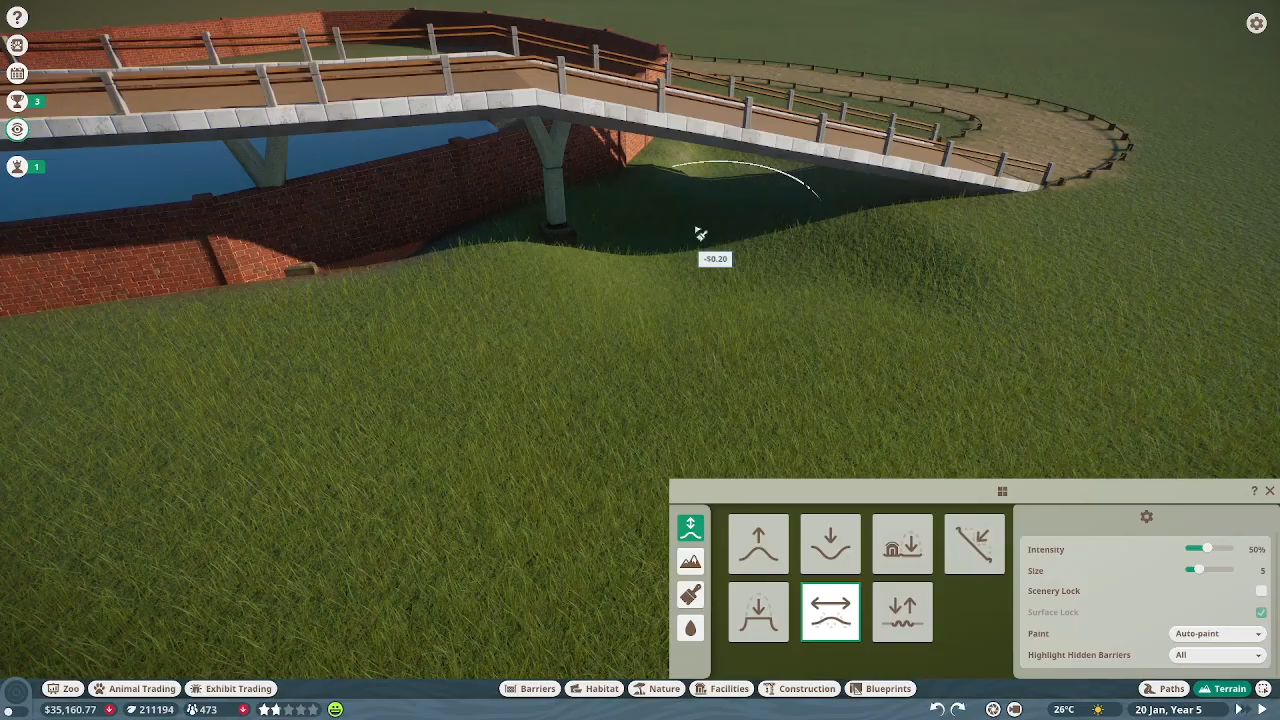 3
1
-$0.20
Intensity 50%
Size 5
Scenery Lock
Surface Lock
Paint Auto-paint
Highlight Hidden Barriers All
Zoo Animal Trading Exhibit Trading Barriers Habitat Nature Facilities Construction Blueprints Paths Terrain
$35,160.77 211194 473 26°C 20 Jan, Year 5